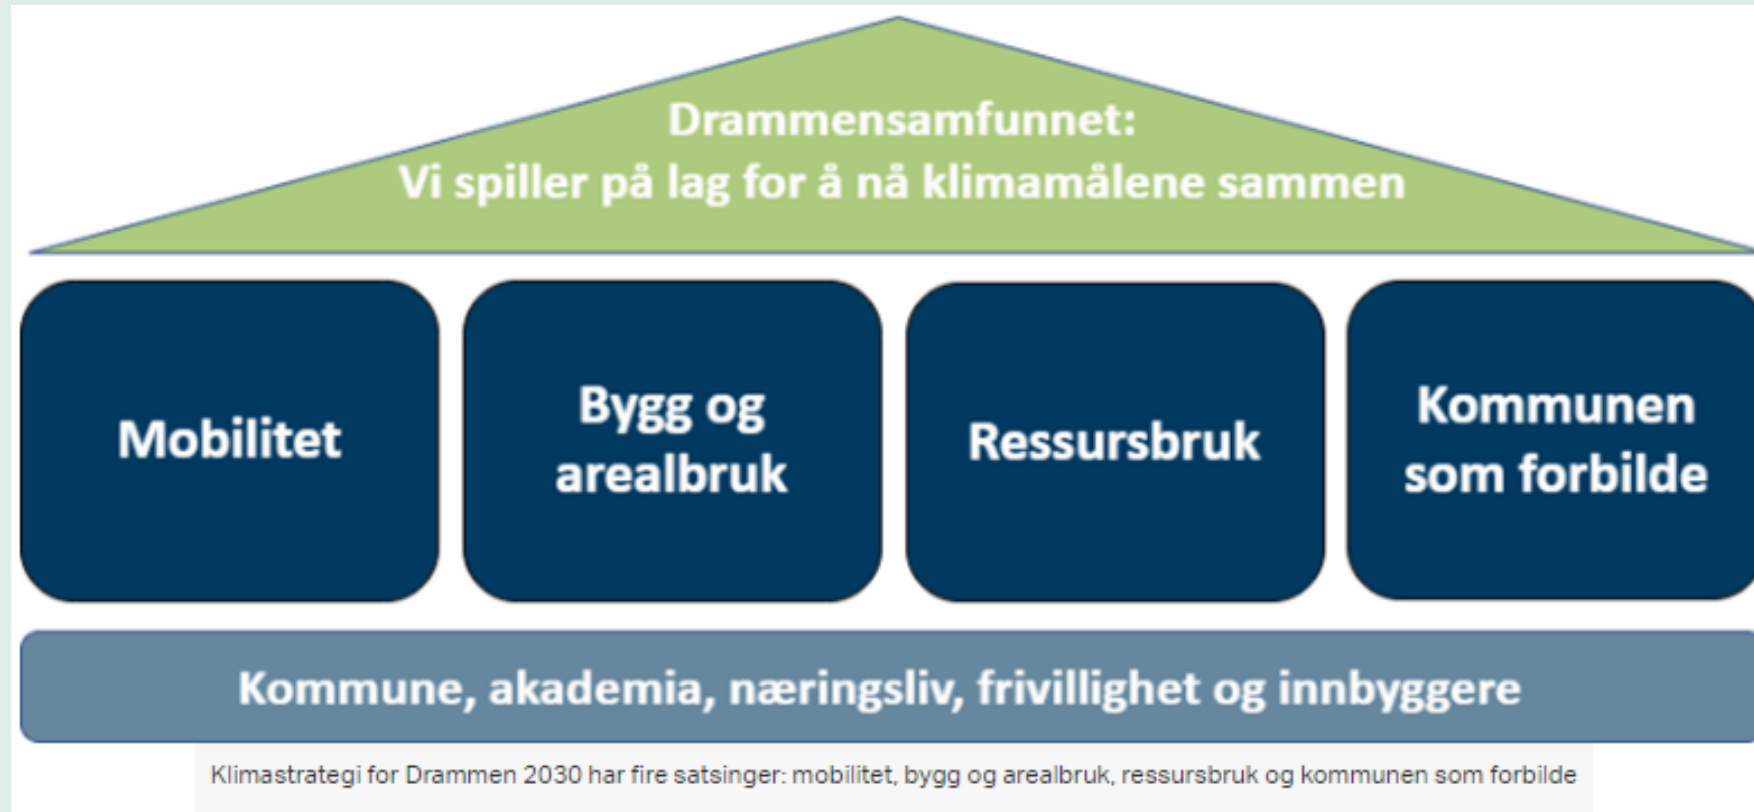 Drammensamfunnet:
Vi spiller på lag for å nå klimamålene sammen
Mobilitet
Bygg og
arealbruk
Ressursbruk
Kommunen
som forbilde
Kommune, akademia, næringsliv, frivillighet og innbyggere
Klimastrategi for Drammen 2030 har fire satsinger: mobilitet, bygg og arealbruk, ressursbruk og kommunen som forbilde